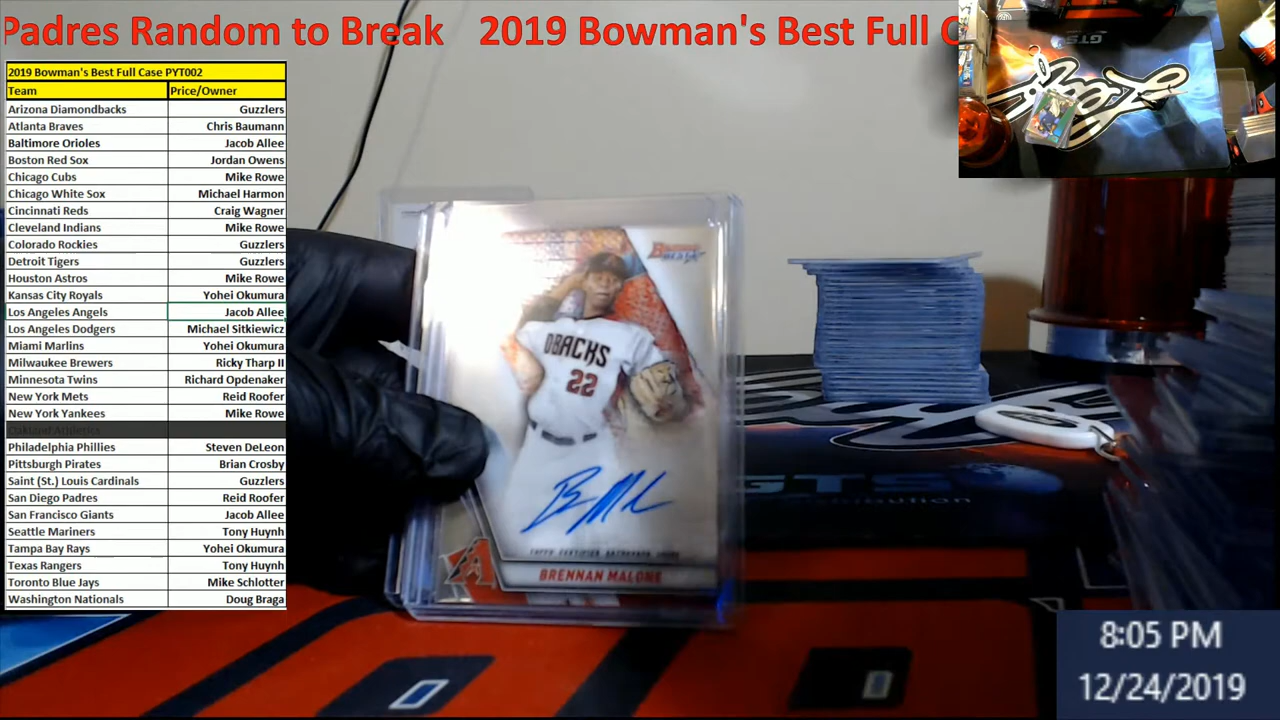 Padres Random to Break 2019 Bowman's Best Full C
2019 Bowman's Best Full Case PYT002
Team Price/Owner
Arizona Diamondbacks Guzzlers
Atlanta Braves Chris Baumann
Baltimore Orioles Jacob Allee
Boston Red Sox Jordan Owens
Chicago Cubs Mike Rowe
Chicago White Sox Michael Harmon
Cincinnati Reds Craig Wagner
Cleveland Indians Mike Rowe
Colorado Rockies Guzzlers
Detroit Tigers Guzzlers
Houston Astros Mike Rowe
Kansas City Royals Yohei Okumura
Los Angeles Angels Jacob Allee
Los Angeles Dodgers Michael Sitkiewicz
Miami Marlins Yohei Okumura
Milwaukee Brewers Ricky Tharp II
Minnesota Twins Richard Opdenaker
New York Mets Reid Roofer
New York Yankees Mike Rowe
Oakland Athletics
Philadelphia Phillies Steven DeLeon
Pittsburgh Pirates Brian Crosby
Saint (St.) Louis Cardinals Guzzlers
San Diego Padres Reid Roofer
San Francisco Giants Jacob Allee
Seattle Mariners Tony Huynh
Tampa Bay Rays Yohei Okumura
Texas Rangers Tony Huynh
Toronto Blue Jays Mike Schlotter
Washington Nationals Doug Braga
GTS
Bowman's
BEST
DBACKS
22
TOPPS CERTIFIED AUTOGRAPH ISSUE
BRENNAN MALONE
GTS
8:05 PM
12/24/2019